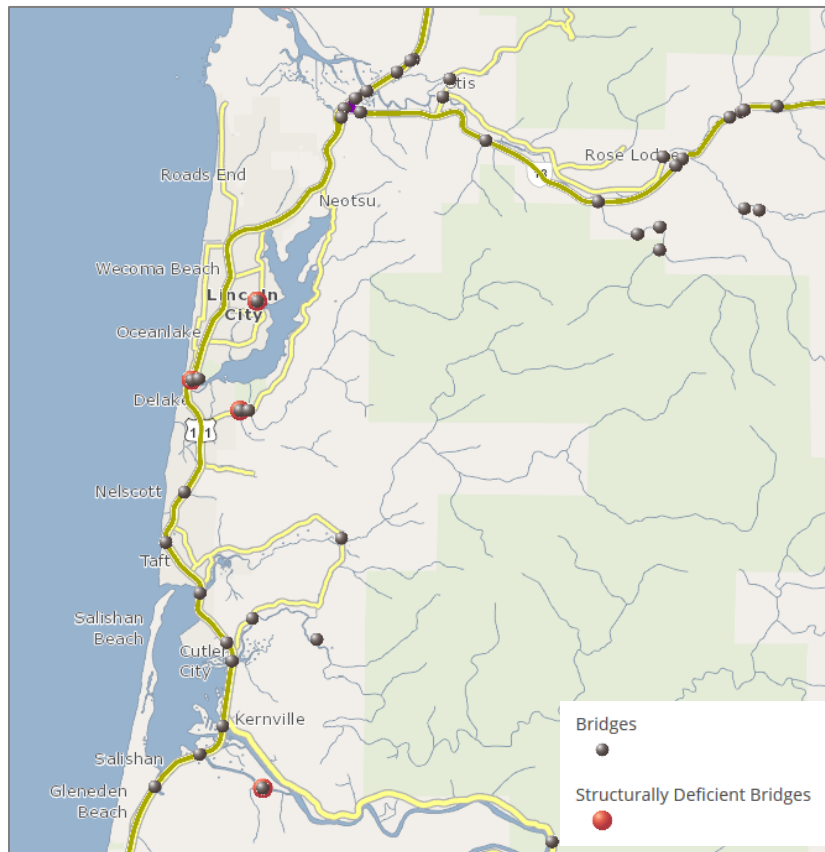 Otis
Rose Lodge
18
Roads End
Neotsu
Wecoma Beach
Lincoln
City
Oceanlake
Delake
101
Nelscott
Taft
Salishan
Beach
Cutler
City
Kernville
Salishan
Gleneden
Beach
Bridges
Structurally Deficient Bridges